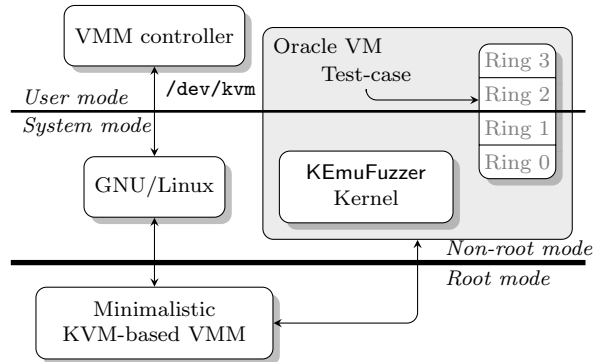 VMM controller
Oracle VM
Test-case
Ring 3
Ring 2
Ring 1
Ring 0
/dev/kvm
User mode
System mode
GNU/Linux
KEmuFuzzer
Kernel
Non-root mode
Root mode
Minimalistic
KVM-based VMM